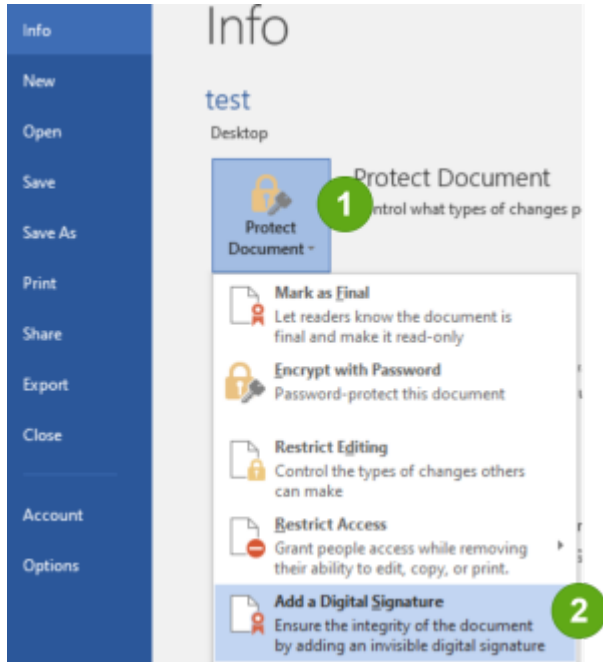 Info
New
Open
Save
Save As
Print
Share
Export
Close
Account
Options
Info
test
Desktop
Protect Document
1
Protect Document
ntrol what types of changes p
Mark as Final
Let readers know the document is
final and make it read-only
Encrypt with Password
Password-protect this document
Restrict Editing
Control the types of changes others
can make
Restrict Access
Grant people access while removing
their ability to edit, copy, or print.
Add a Digital Signature
2
Ensure the integrity of the document
by adding an invisible digital signature